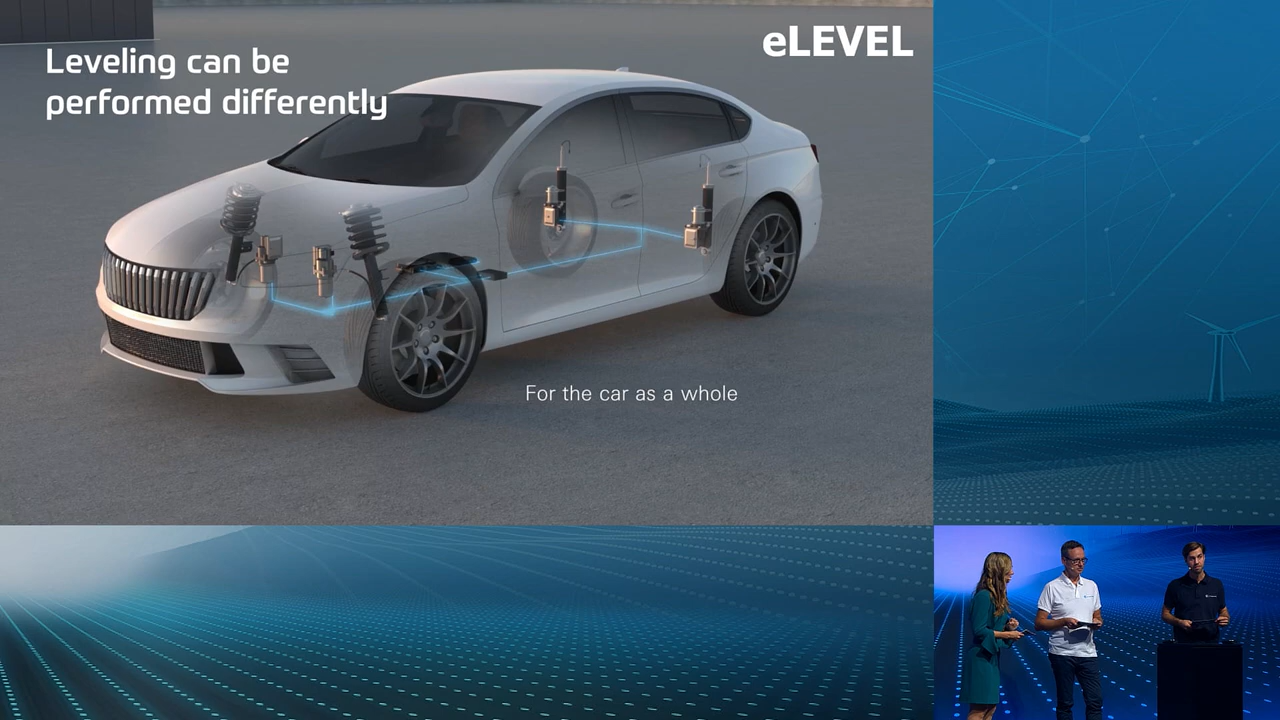 Leveling can be
performed differently
eLEVEL
For the car as a whole